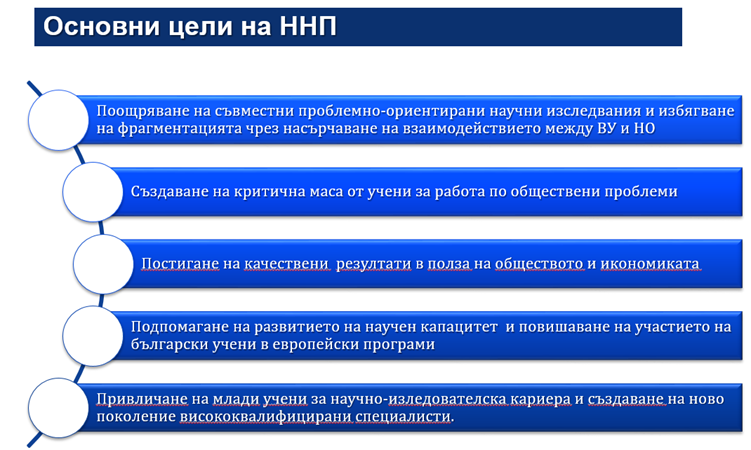 Основни цели на ННП
Поощряване на съвместни проблемно-ориентирани научни изследвания и избягване
на фрагментацията чрез насърчаване на взаимодействието между ВУ и НО
Създаване на критична маса от учени за работа по обществени проблеми
Постигане на качествени резултати в полза на обществото и икономиката
Подпомагане на развитието на научен капацитет и повишаване на участието на
български учени в европейски програми
Привличане на млади учени за научно-изледователска кариера и създаване на ново
поколение висококвалифицирани специалисти.